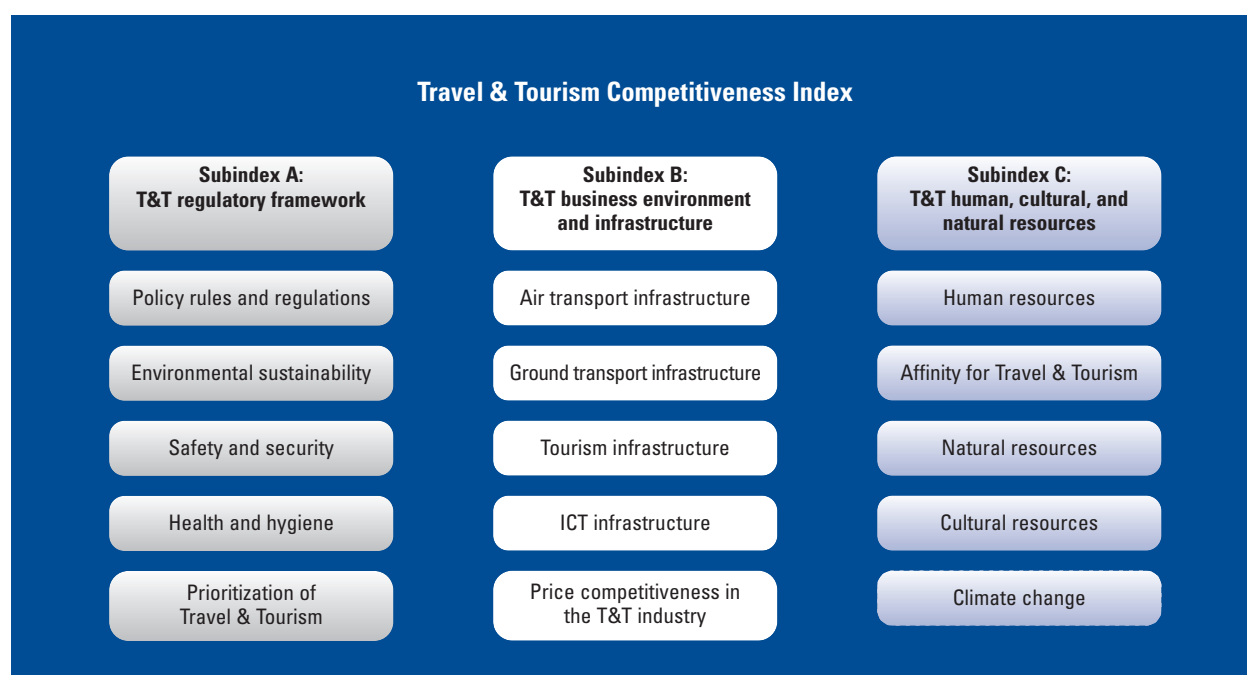 Travel & Tourism Competitiveness Index
Subindex A:
T&T regulatory framework
Policy rules and regulations
Environmental sustainability
Safety and security
Health and hygiene
Prioritization of
Travel & Tourism
Subindex B:
T&T business environment
and infrastructure
Air transport infrastructure
Ground transport infrastructure
Tourism infrastructure
ICT infrastructure
Price competitiveness in
the T&T industry
Subindex C:
T&T human, cultural, and
natural resources
Human resources
Affinity for Travel & Tourism
Natural resources
Cultural resources
Climate change